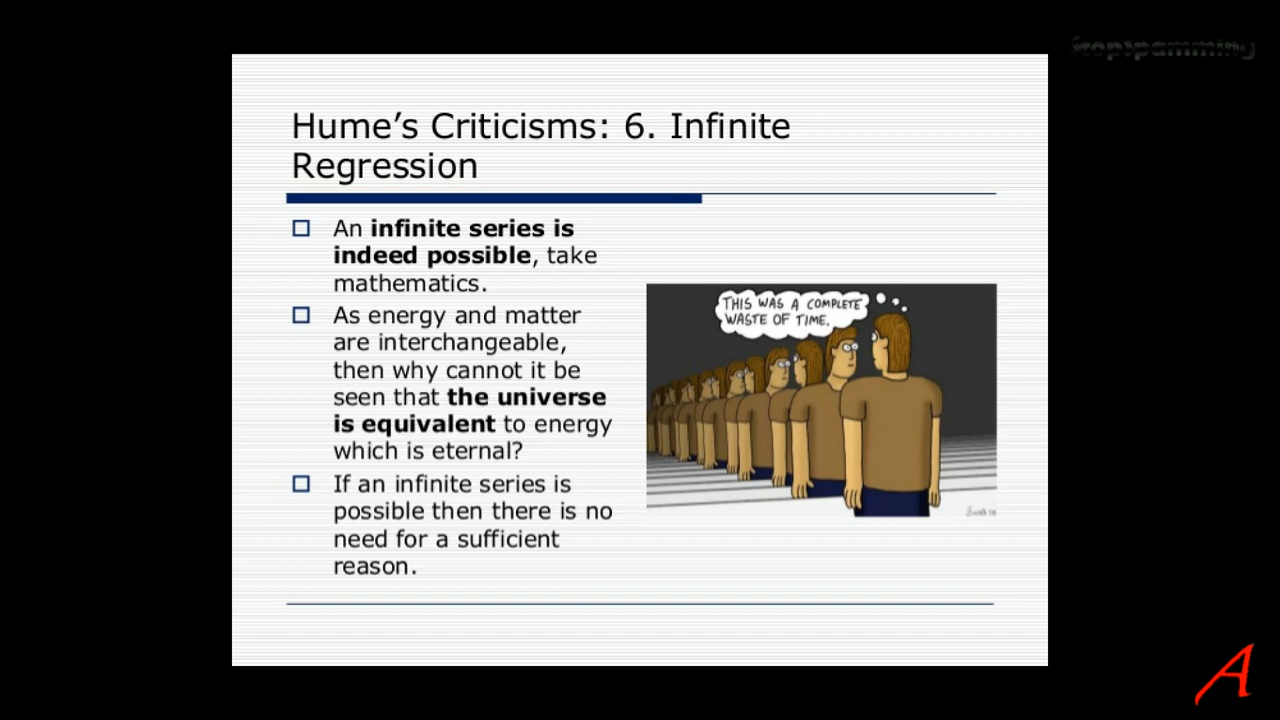 Hume’s Criticisms: 6. Infinite
Regression
An infinite series is
indeed possible, take
mathematics.
As energy and matter
are interchangeable,
then why cannot it be
seen that the universe
is equivalent to energy
which is eternal?
If an infinite series is
possible then there is no
need for a sufficient
reason.
THIS WAS A COMPLETE
WASTE OF TIME.
A